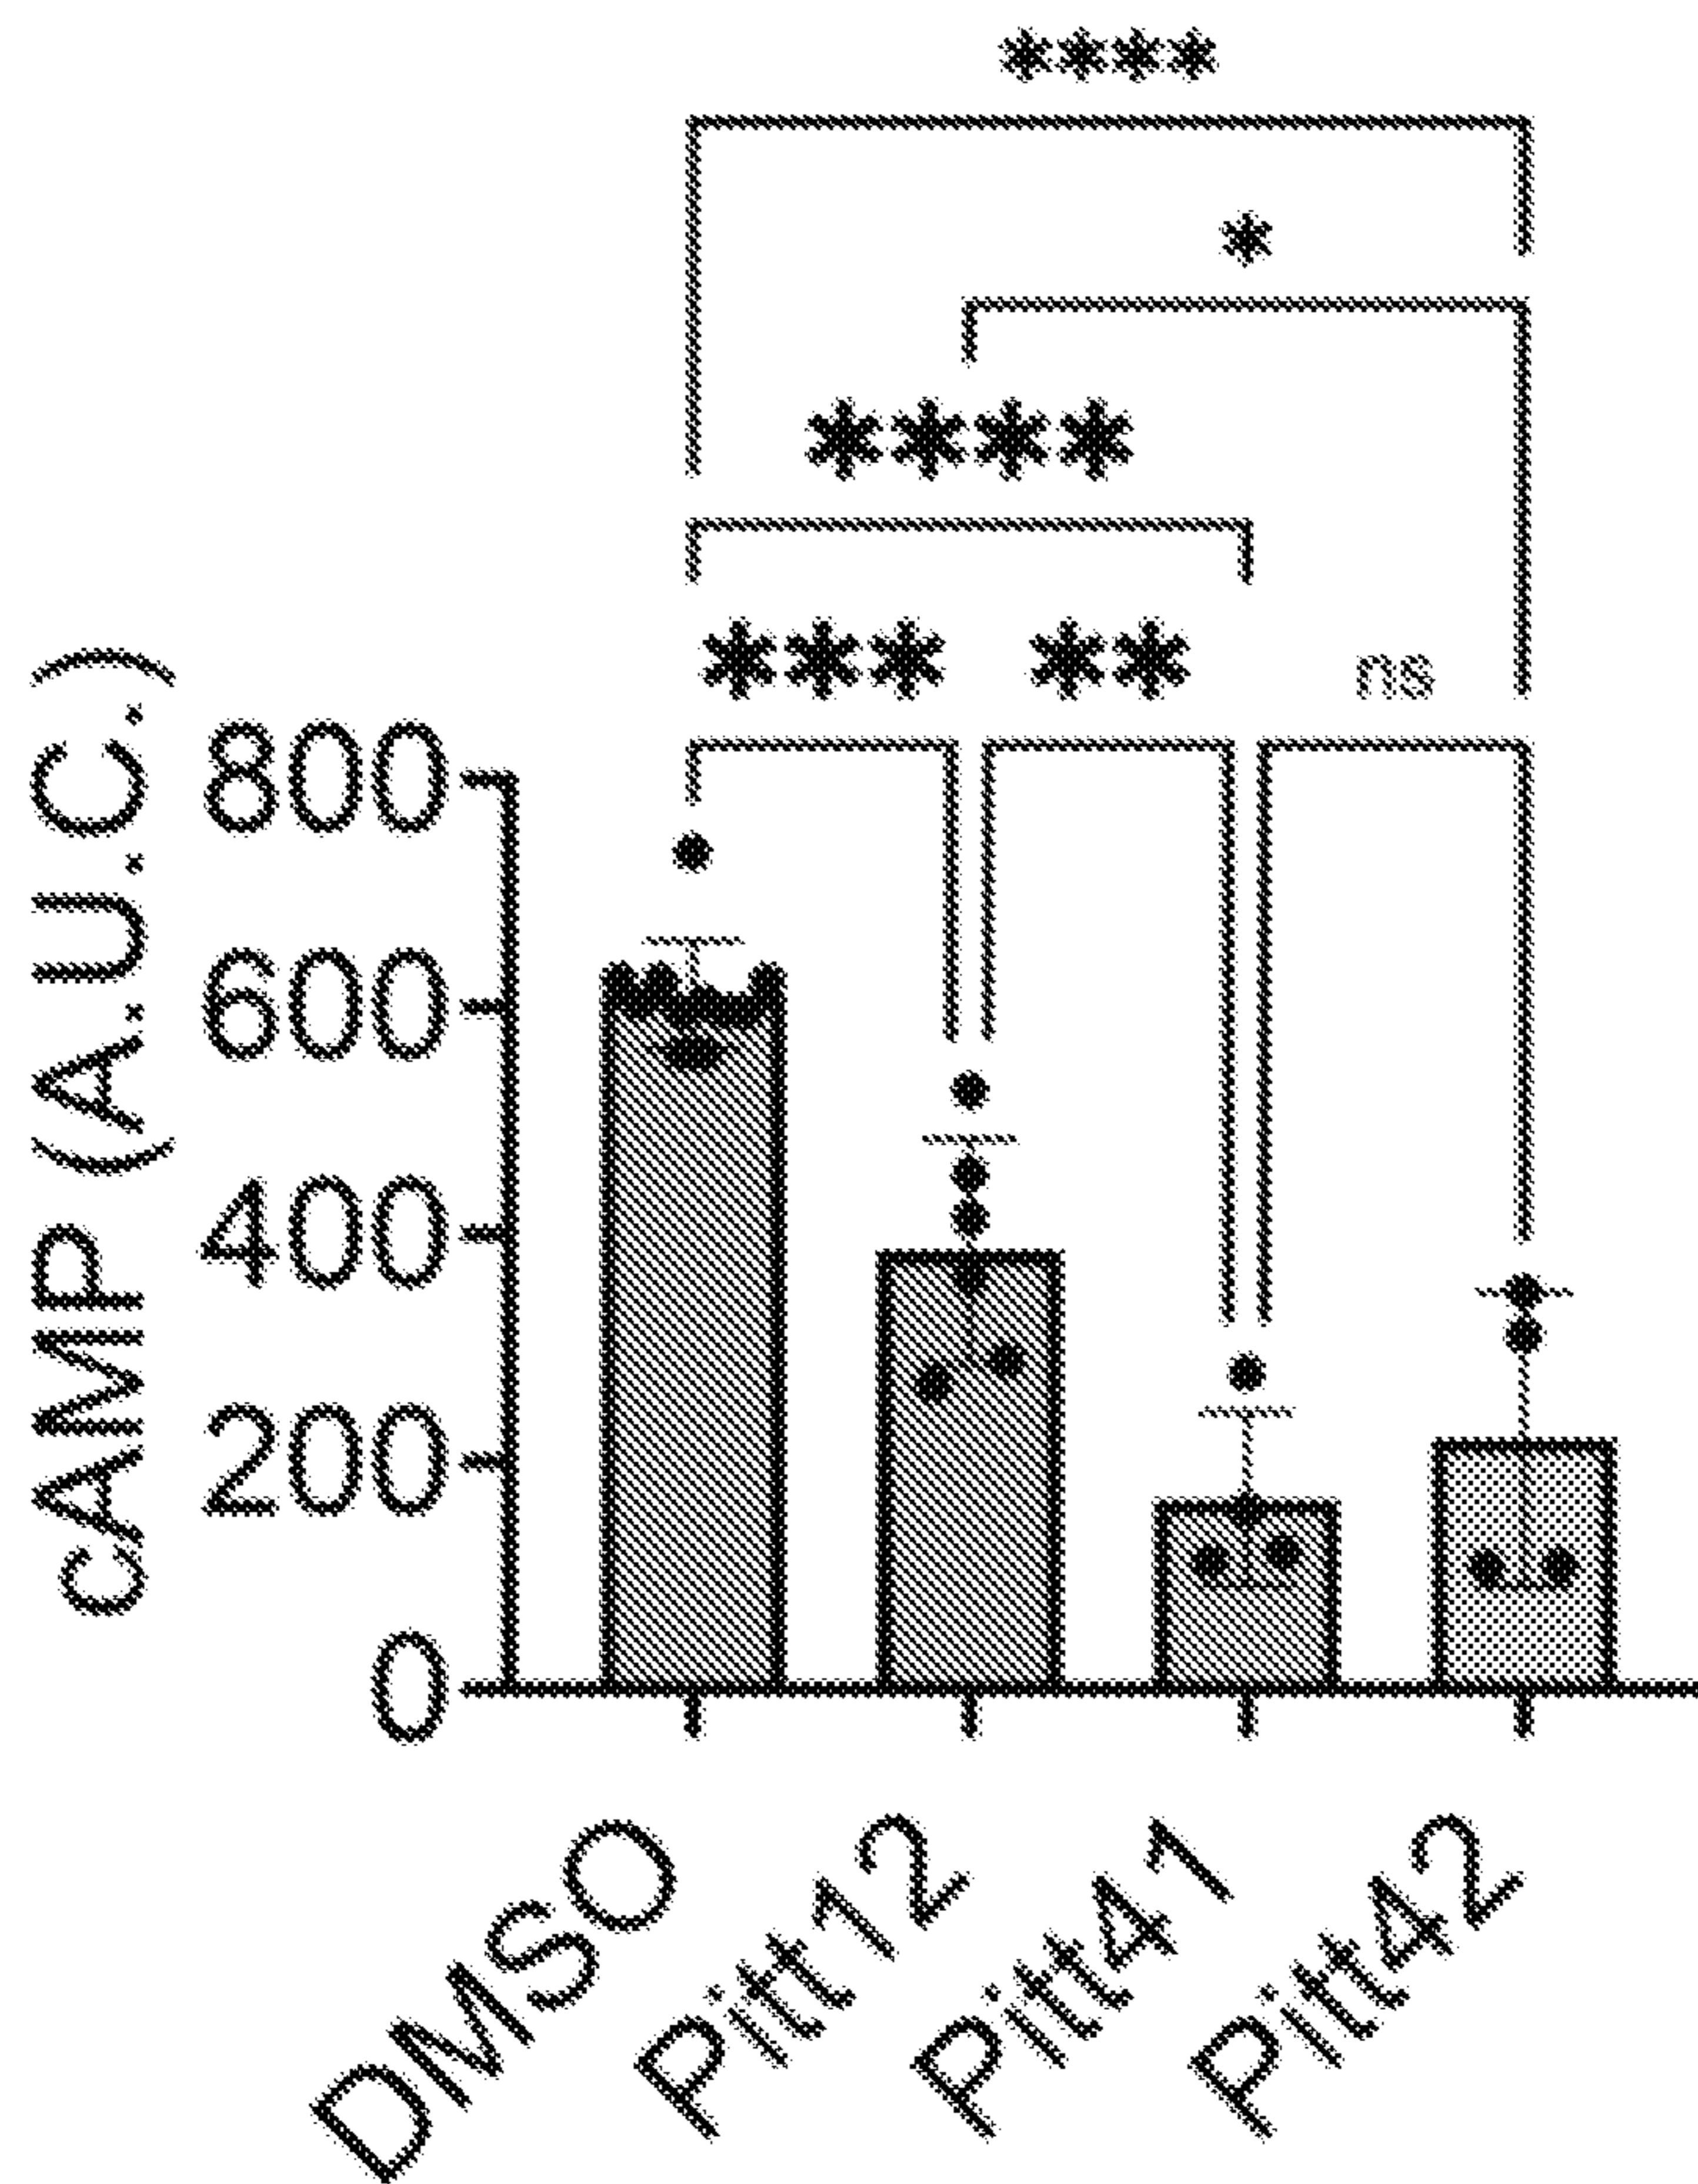 ****
*
****
*** ** ns
cAMP (A.U.C.)
800
600
400
200
0
DMSO
Pitt12
Pitt41
Pitt42